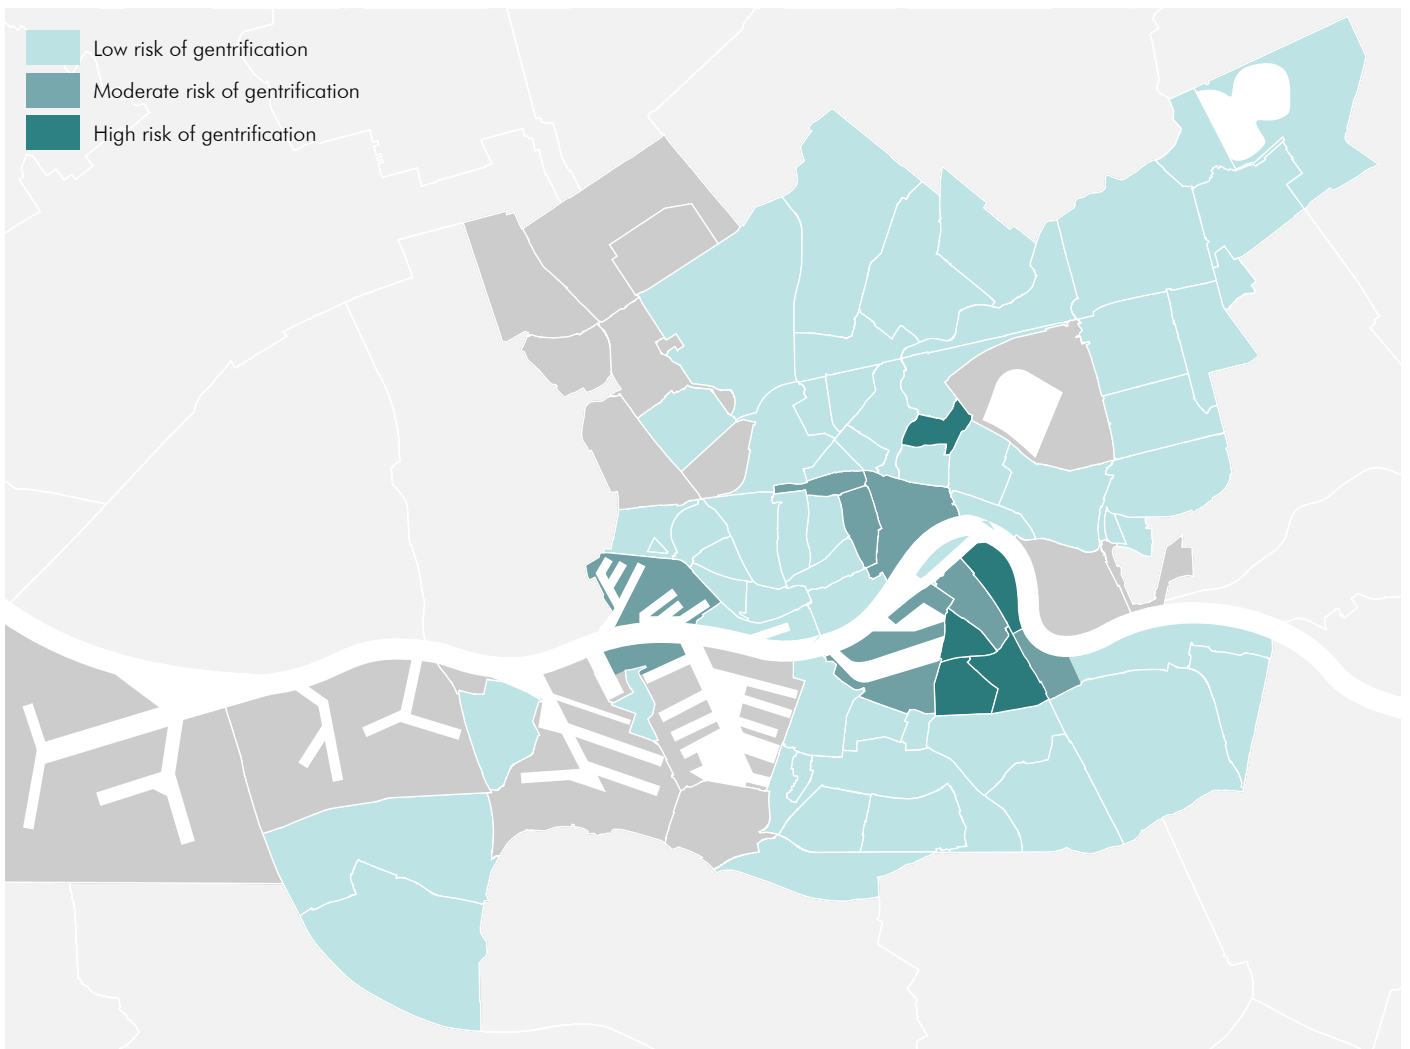 Low risk of gentrification
Moderate risk of gentrification
High risk of gentrification